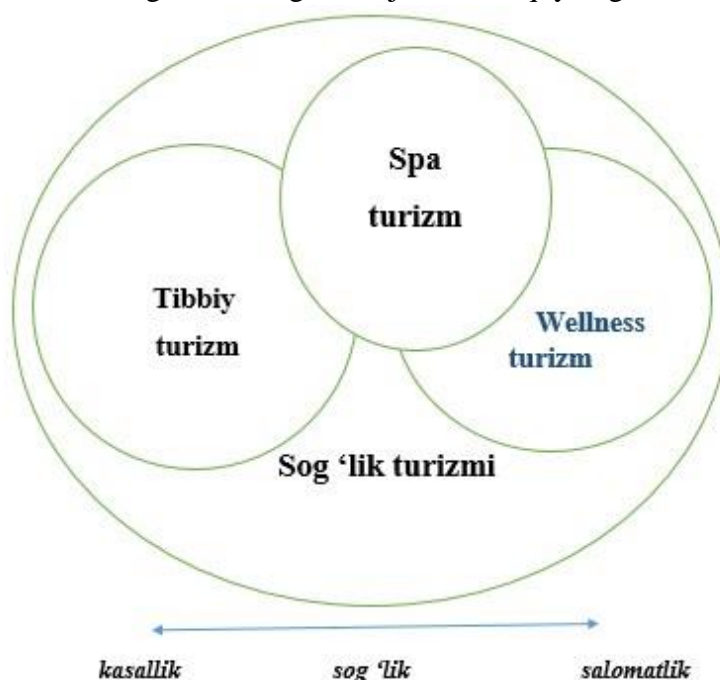 Spa
turizm
Tibbiy
turizm
Wellness
turizm
Sog ‘lik turizmi
kasallik sog ‘lik salomatlik